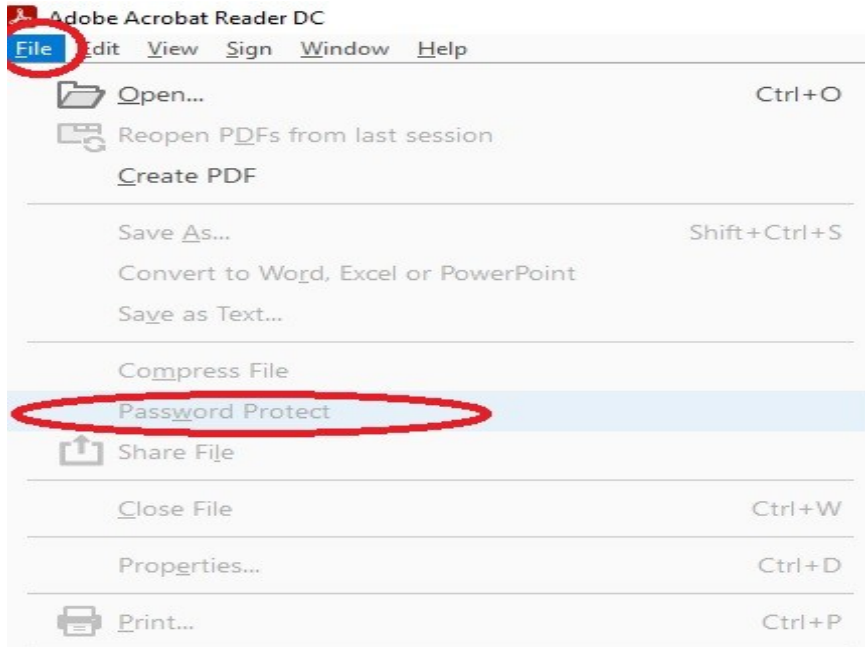 Adobe Acrobat Reader DC
File Edit View Sign Window Help
Open... Ctrl+O
Reopen PDFs from last session
Create PDF
Save As... Shift+Ctrl+S
Convert to Word, Excel or PowerPoint
Save as Text...
Compress File
Password Protect
Share File
Close File Ctrl+W
Properties... Ctrl+D
Print... Ctrl+P